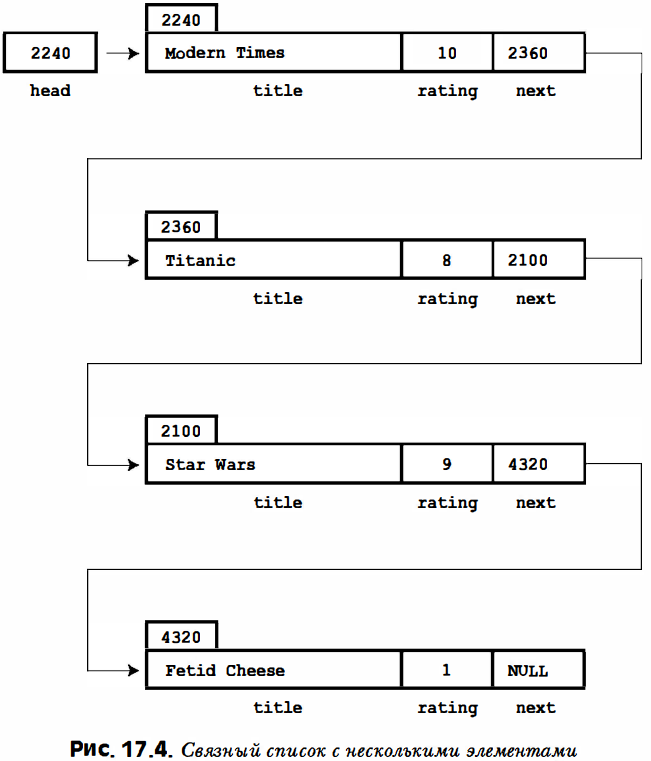 2240
2240 Modern Times 10 2360
head title rating next
2360
Titanic 8 2100
title rating next
2100
Star Wars 9 4320
title rating next
4320
Fetid Cheese 1 NULL
title rating next
Рис. 17.4. Связный список с несколькими элементами